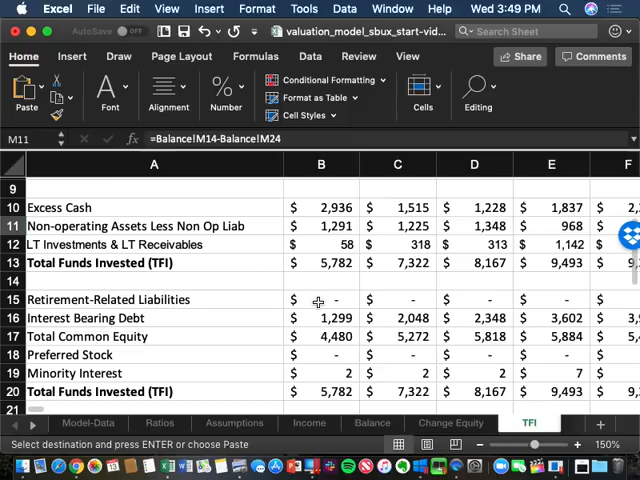 Excel File Edit View Insert Format Tools Data Window Help Wed 3:49 PM
AutoSave OFF valuation_model_sbux_start-vid... Search Sheet
Home Insert Draw Page Layout Formulas Data Review View Share Comments
Paste Font Alignment Number Conditional Formatting Format as Table Cell Styles Cells Editing
M11 fx =Balance!M14-Balance!M24
A B C D E F
9
10 Excess Cash $ 2,936 $ 1,515 $ 1,228 $ 1,837 $
11 Non-operating Assets Less Non Op Liab $ 1,291 $ 1,225 $ 1,348 $ 968 $
12 LT Investments & LT Receivables $ 58 $ 318 $ 313 $ 1,142 $
13 Total Funds Invested (TFI) $ 5,782 $ 7,322 $ 8,167 $ 9,493 $
14
15 Retirement-Related Liabilities $ - $ - $ - $ - $
16 Interest Bearing Debt $ 1,299 $ 2,048 $ 2,348 $ 3,602 $
17 Total Common Equity $ 4,480 $ 5,272 $ 5,818 $ 5,884 $
18 Preferred Stock $ - $ - $ - $ - $
19 Minority Interest $ 2 $ 2 $ 2 $ 7 $
20 Total Funds Invested (TFI) $ 5,782 $ 7,322 $ 8,167 $ 9,493 $
21
Model-Data Ratios Assumptions Income Balance Change Equity TFI +
Select destination and press ENTER or choose Paste 150%